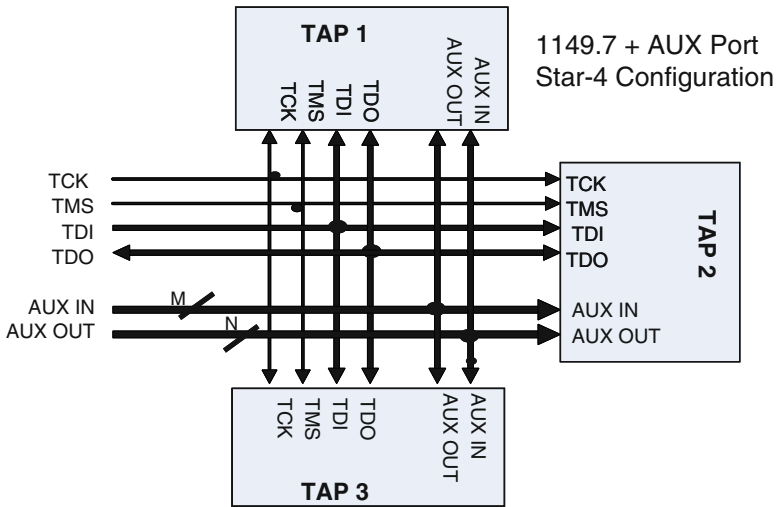 TAP 1
1149.7 + AUX Port
Star-4 Configuration
TCK
TMS
TDI
TDO
AUX OUT
AUX IN
TCK
TMS
TDI
TDO
AUX IN
AUX OUT
M
N
TCK
TMS
TDI
TDO
AUX IN
AUX OUT
TAP 2
TCK
TMS
TDI
TDO
AUX OUT
AUX IN
TAP 3